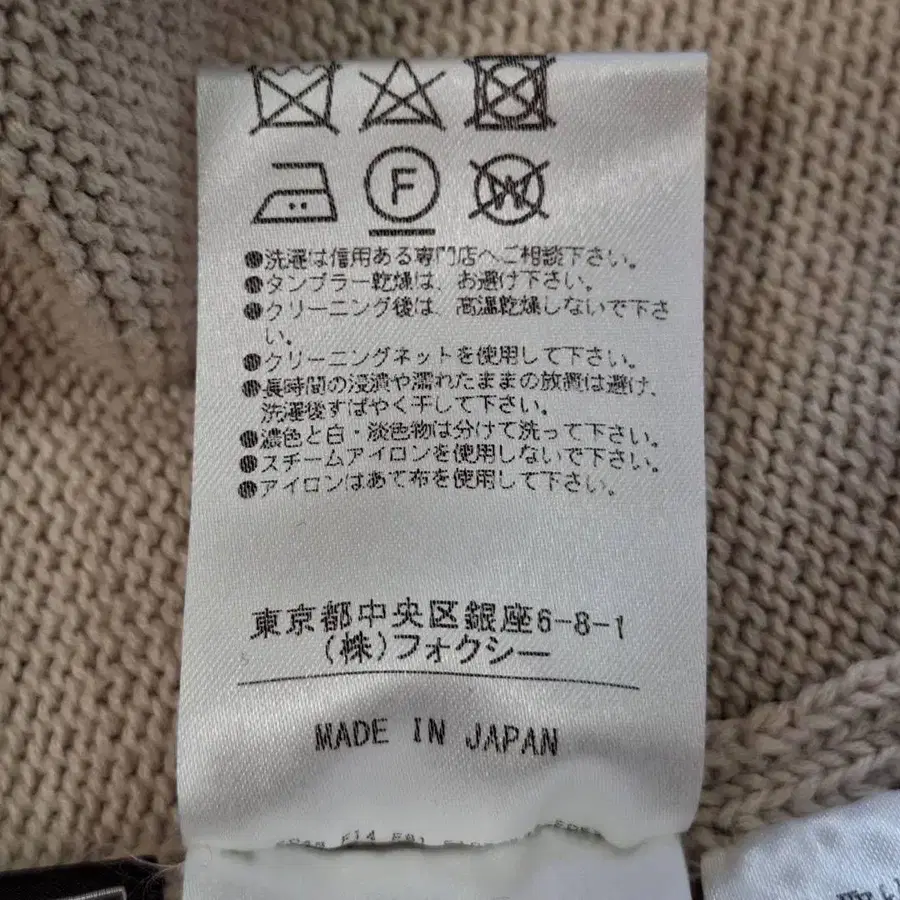 F
W
●洗濯は信用ある専門店へご相談下さい。
●タンブラー乾燥は、お避け下さい。
●クリーニング後は、高温乾燥しないで下さ
い。
●クリーニングネットを使用して下さい。
●長時間の浸漬や濡れたままの放置は避け、
洗濯後すばやく干して下さい。
●濃色と白・淡色物は分けて洗って下さい。
●スチームアイロンを使用しないで下さい。
●アイロンはあて布を使用して下さい。
東京都中央区銀座6-8-1
(株)フォクシー
MADE IN JAPAN